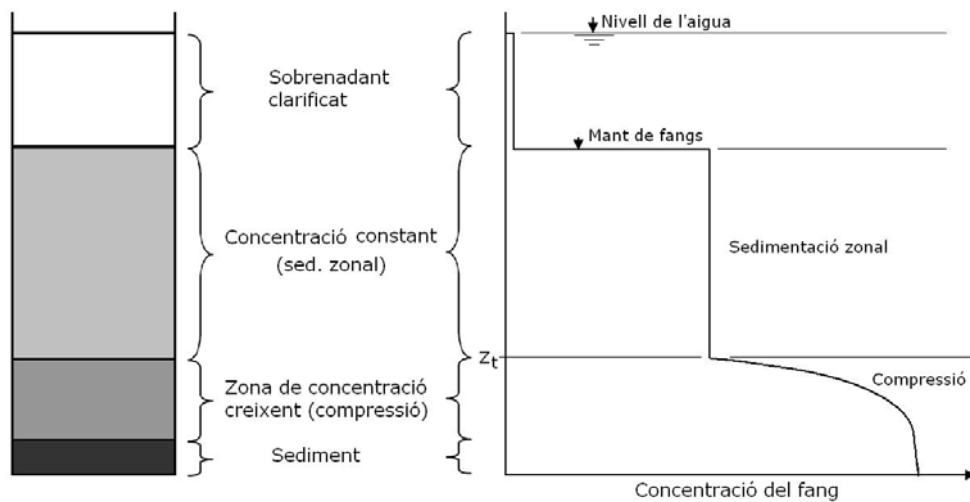 Nivell de l'aigua
Sobrenadant
clarificat
Mant de fangs
Concentració constant
(sed. zonal)
Sedimentació zonal
Zt
Zona de concentració
creixent (compressió)
Compressió
Sediment
Concentració del fang